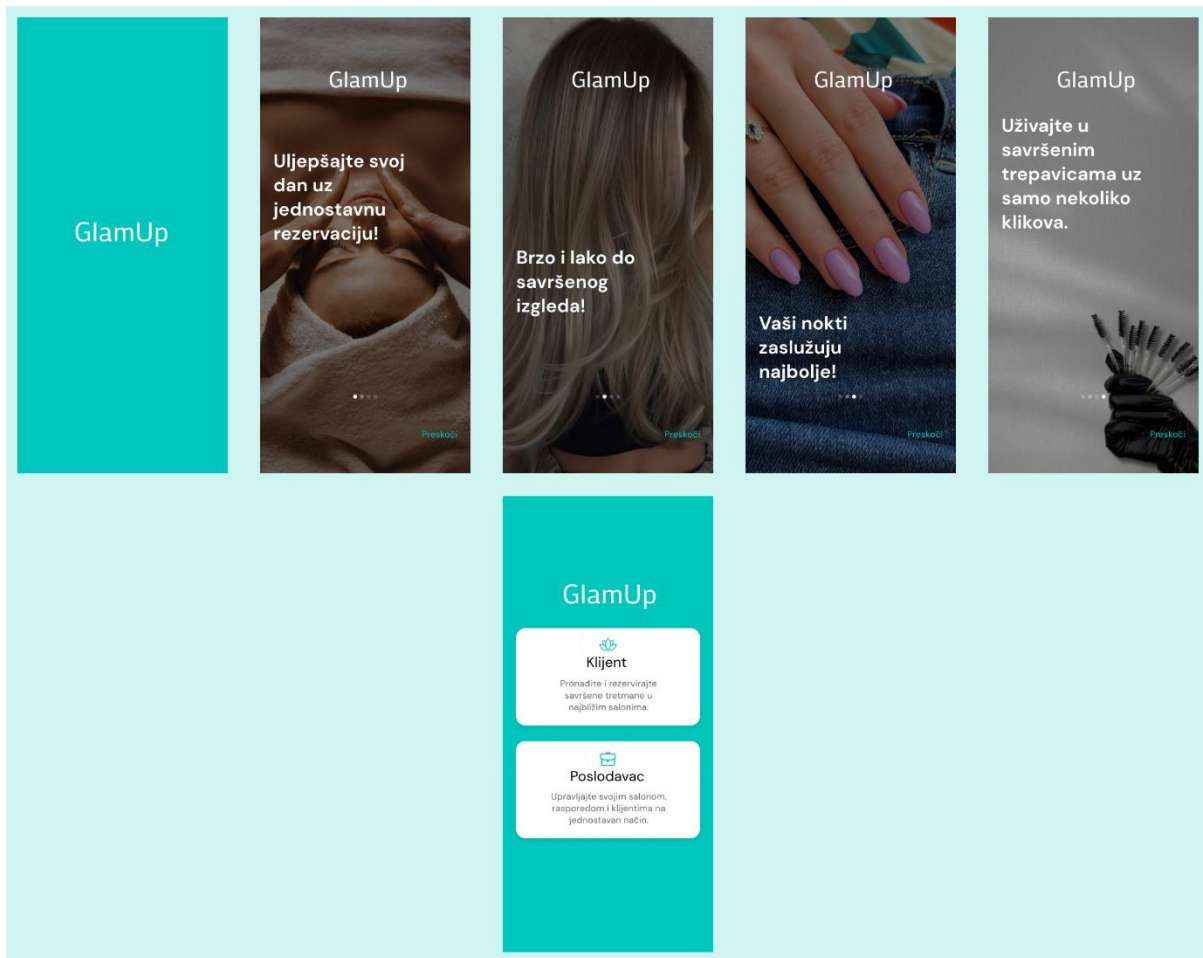 GlamUp
GlamUp
Uljepšajte svoj
dan uz
jednostavnu
rezervaciju!
Preskoči
GlamUp
Brzo i lako do
savršenog
izgleda!
Preskoči
GlamUp
Vaši nokti
zaslužuju
najbolje!
Preskoči
GlamUp
Uživajte u
savršenim
trepavicama uz
samo nekoliko
klikova.
Preskoči
GlamUp
Klijent
Pronađite i rezervirajte
savršene tretmane u
najbližim salonima.
Poslodavac
Upravljajte svojim salonom,
rasporedom i klijentima na
jednostavan način.